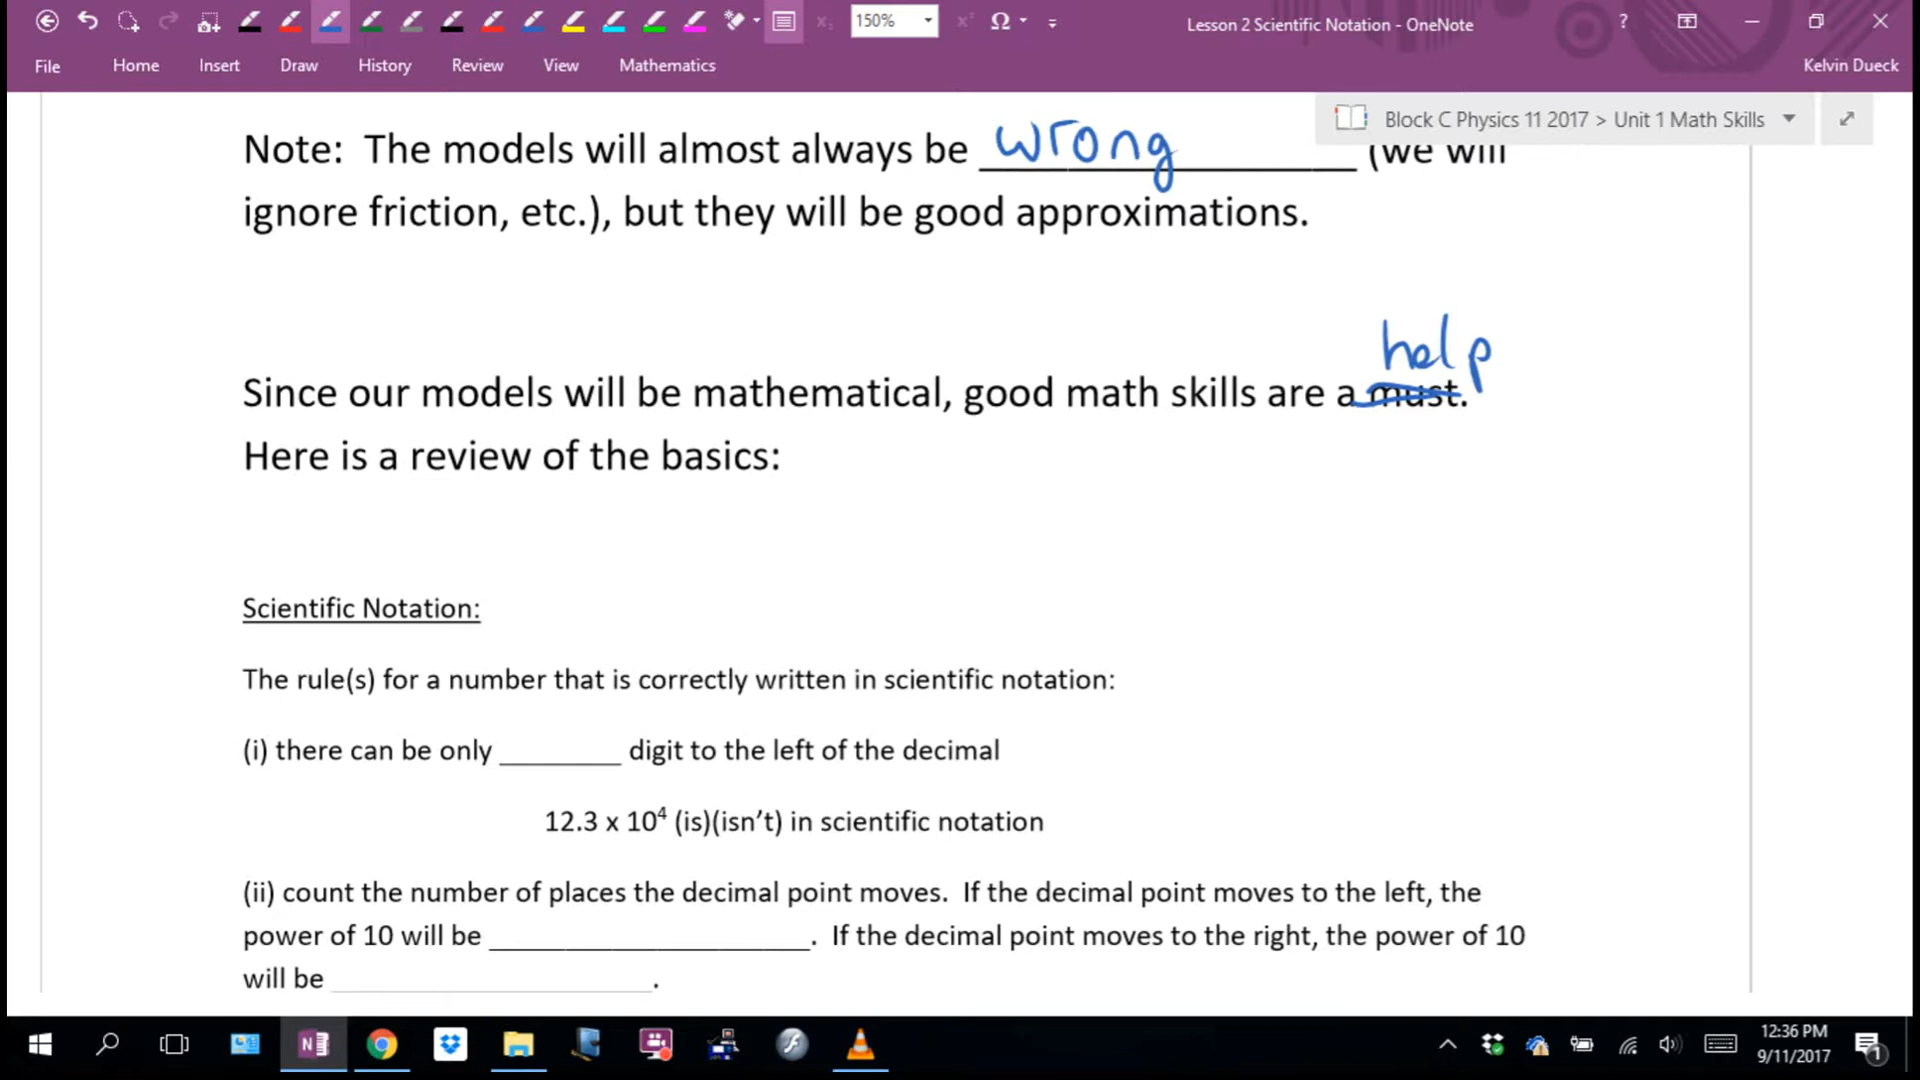 150%
Lesson 2 Scientific Notation - OneNote
?
File
Home
Insert
Draw
History
Review
View
Mathematics
Kelvin Dueck
Block C Physics 11 2017 > Unit 1 Math Skills
Note: The models will almost always be wrong (we will
ignore friction, etc.), but they will be good approximations.
help
Since our models will be mathematical, good math skills are a must.
Here is a review of the basics:
Scientific Notation:
The rule(s) for a number that is correctly written in scientific notation:
(i) there can be only ________ digit to the left of the decimal
12.3 x 10⁴ (is)(isn't) in scientific notation
(ii) count the number of places the decimal point moves. If the decimal point moves to the left, the
power of 10 will be _____________________. If the decimal point moves to the right, the power of 10
will be _____________________.
12:36 PM
9/11/2017
1